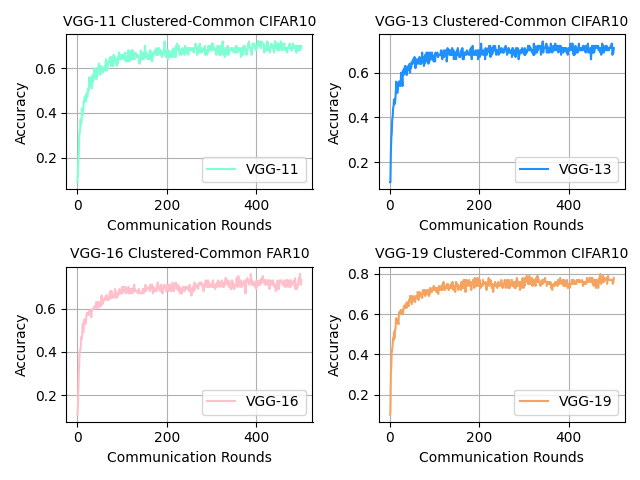 VGG-11 Clustered-Common CIFAR10
0.6
0.4
0.2
Accuracy
VGG-11
0 200 400
Communication Rounds
VGG-13 Clustered-Common CIFAR10
0.6
0.4
0.2
Accuracy
VGG-13
0 200 400
Communication Rounds
VGG-16 Clustered-Common FAR10
0.6
0.4
0.2
Accuracy
VGG-16
0 200 400
Communication Rounds
VGG-19 Clustered-Common CIFAR10
0.8
0.6
0.4
0.2
Accuracy
VGG-19
0 200 400
Communication Rounds